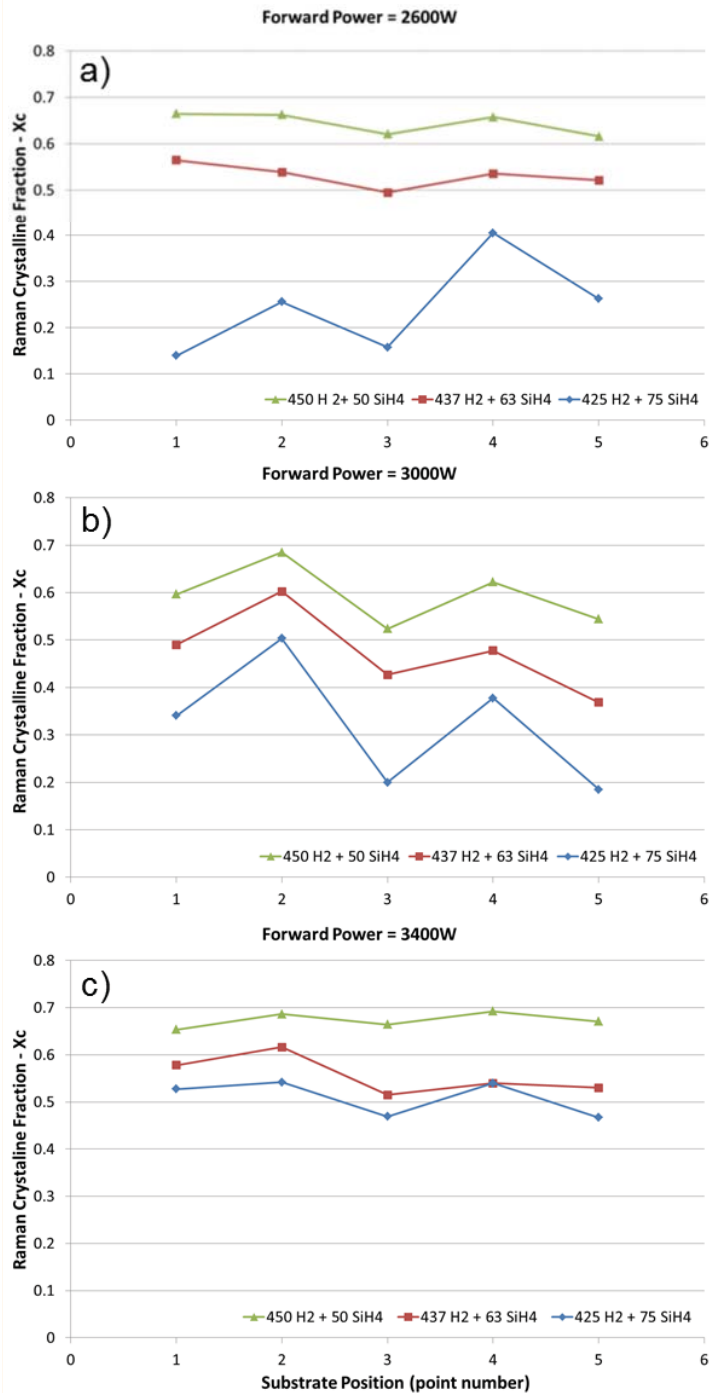 Forward Power = 2600W
a)
Raman Crystalline Fraction - Xc
0.8
0.7
0.6
0.5
0.4
0.3
0.2
0.1
0
450 H 2+ 50 SiH4 437 H2 + 63 SiH4 425 H2 + 75 SiH4
0 1 2 3 4 5 6
Forward Power = 3000W
b)
Raman Crystalline Fraction - Xc
0.8
0.7
0.6
0.5
0.4
0.3
0.2
0.1
0
450 H2 + 50 SiH4 437 H2 + 63 SiH4 425 H2 + 75 SiH4
0 1 2 3 4 5 6
Forward Power = 3400W
c)
Raman Crystalline Fraction - Xc
0.8
0.7
0.6
0.5
0.4
0.3
0.2
0.1
0
450 H2 + 50 SiH4 437 H2 + 63 SiH4 425 H2 + 75 SiH4
0 1 2 3 4 5 6
Substrate Position (point number)